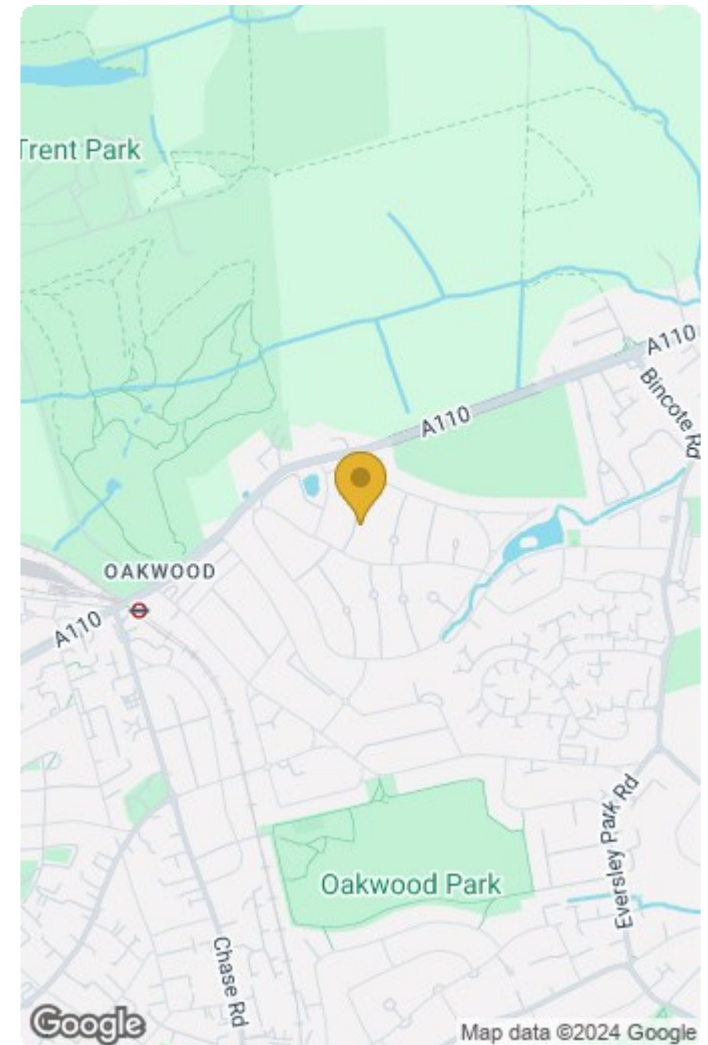 Trent Park
A110
Bincote Rd
A110
OAKWOOD
A110
Oakwood Park
Eversley Park Rd
Chase Rd
Google
Map data ©2024 Google